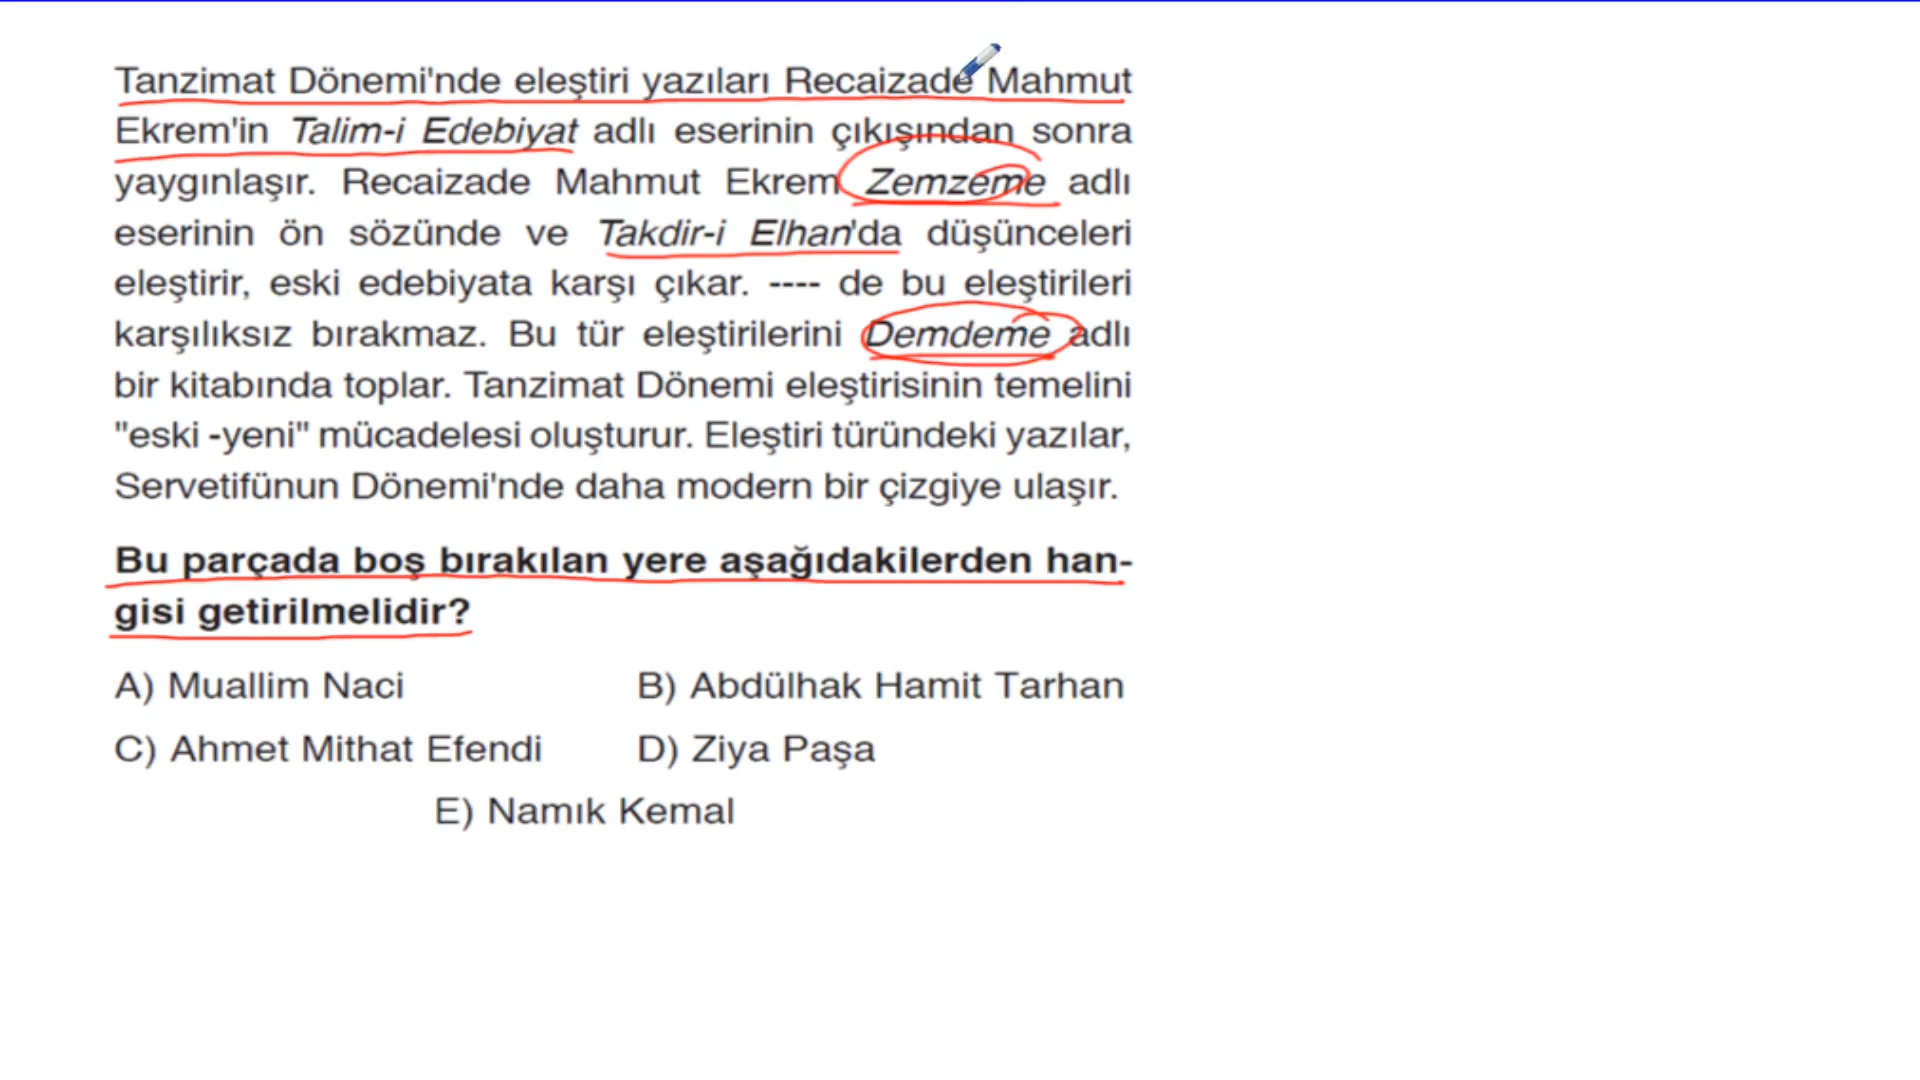 Tanzimat Dönemi'nde eleştiri yazıları Recaizade Mahmut
Ekrem'in Talim-i Edebiyat adlı eserinin çıkışından sonra
yaygınlaşır. Recaizade Mahmut Ekrem Zemzeme adlı
eserinin ön sözünde ve Takdir-i Elhan'da düşünceleri
eleştirir, eski edebiyata karşı çıkar. ---- de bu eleştirileri
karşılıksız bırakmaz. Bu tür eleştirilerini Demdeme adlı
bir kitabında toplar. Tanzimat Dönemi eleştirisinin temelini
"eski -yeni" mücadelesi oluşturur. Eleştiri türündeki yazılar,
Servetifünun Dönemi'nde daha modern bir çizgiye ulaşır.
Bu parçada boş bırakılan yere aşağıdakilerden han-
gisi getirilmelidir?
A) Muallim Naci B) Abdülhak Hamit Tarhan
C) Ahmet Mithat Efendi D) Ziya Paşa
E) Namık Kemal